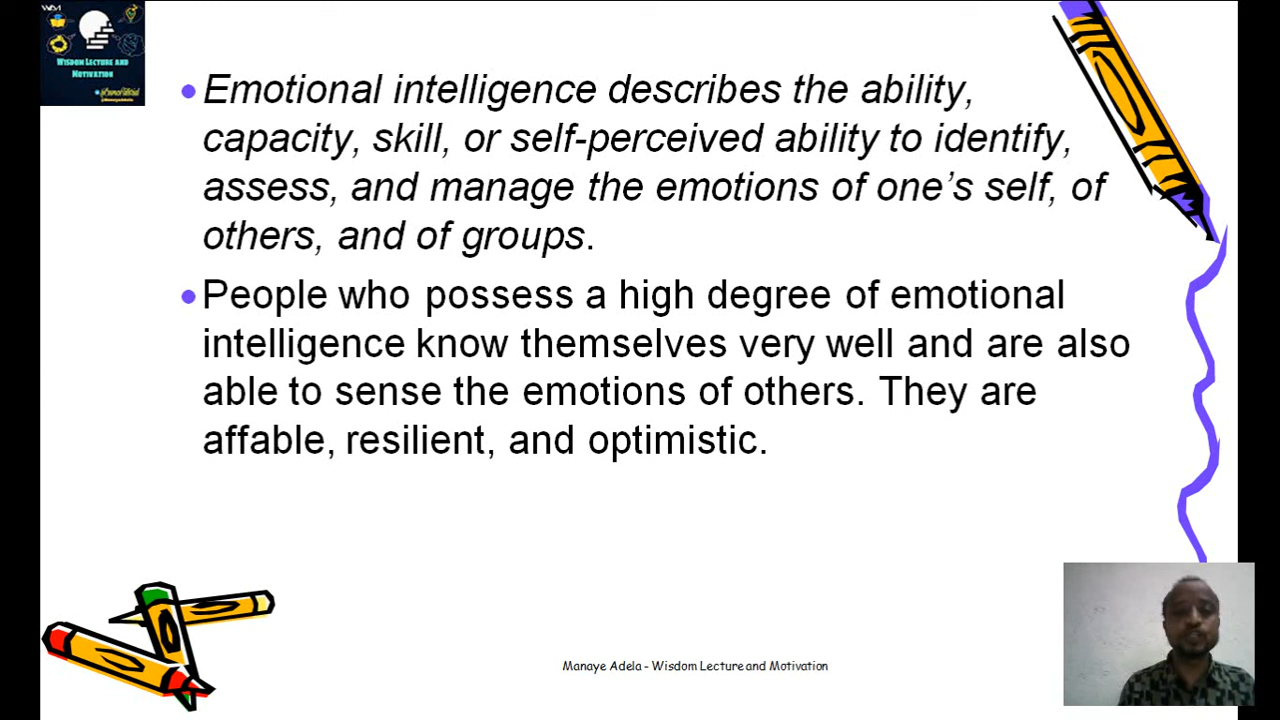 WISDOM LECTURE AND
MOTIVATION
• Emotional intelligence describes the ability,
capacity, skill, or self-perceived ability to identify,
assess, and manage the emotions of one’s self, of
others, and of groups.
• People who possess a high degree of emotional
intelligence know themselves very well and are also
able to sense the emotions of others. They are
affable, resilient, and optimistic.
Manaye Adela - Wisdom Lecture and Motivation